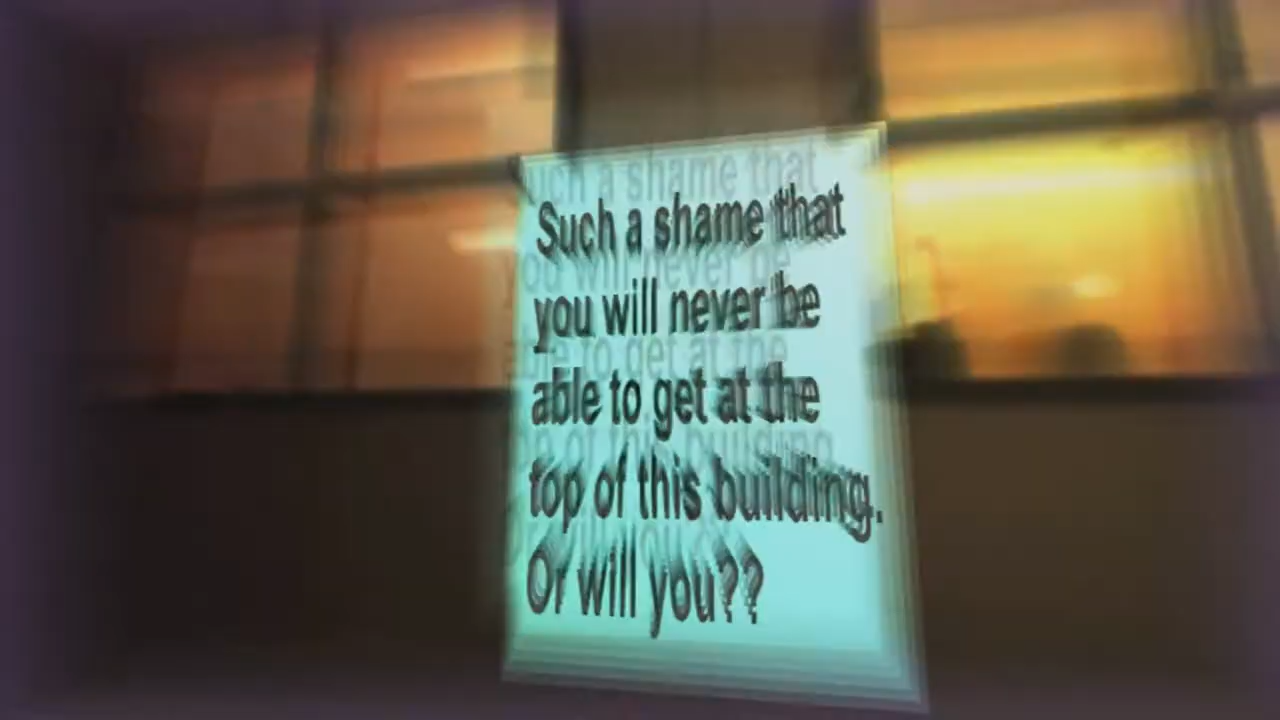 Such a shame that
you will never be
able to get at the
top of this building.
Or will you??